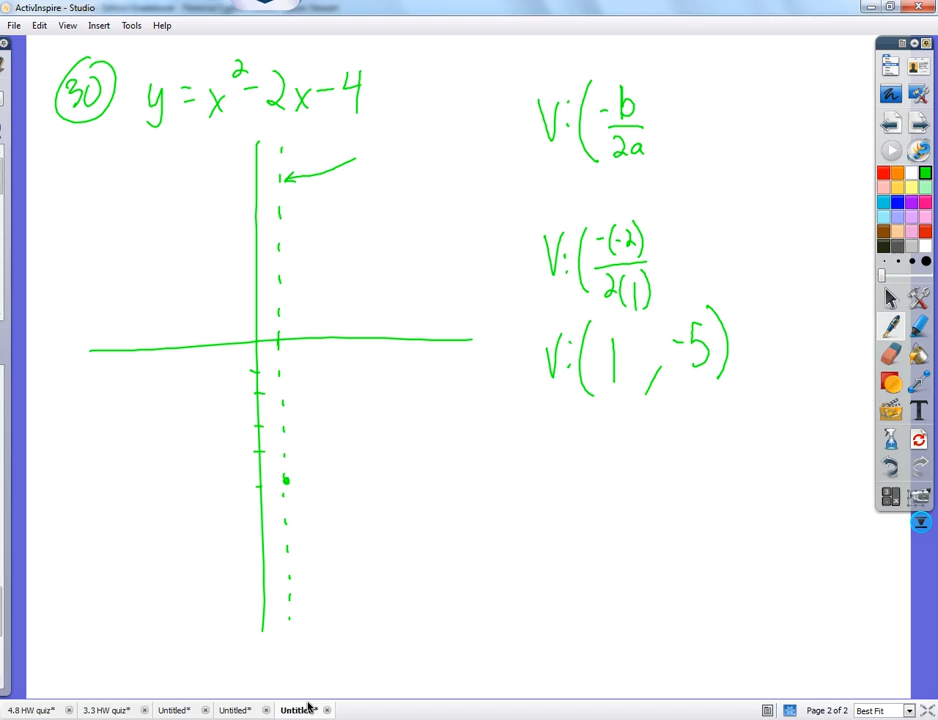 ActivInspire - Studio
File Edit View Insert Tools Help
30 y = x² - 2x - 4
V: ( -b / 2a
V: ( -(-2) / 2(1)
V: ( 1 , -5 )
4.8 HW quiz* 3.3 HW quiz* Untitled* Untitled* Untitled*
Page 2 of 2 Best Fit